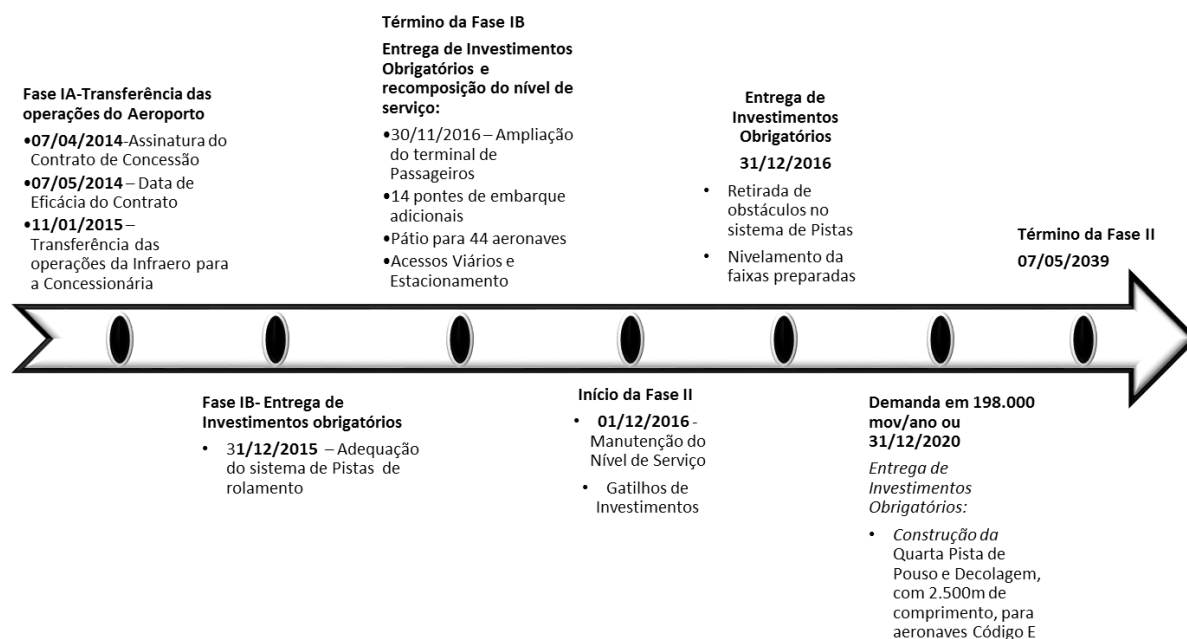 Fase IA-Transferência das
operações do Aeroporto
•07/04/2014-Assinatura do
Contrato de Concessão
•07/05/2014 – Data de
Eficácia do Contrato
•11/01/2015 –
Transferência das
operações da Infraero para
a Concessionária
Fase IB- Entrega de
Investimentos obrigatórios
• 31/12/2015 – Adequação
do sistema de Pistas de
rolamento
Término da Fase IB
Entrega de Investimentos
Obrigatórios e
recomposição do nível de
serviço:
•30/11/2016 – Ampliação
do terminal de
Passageiros
•14 pontes de embarque
adicionais
•Pátio para 44 aeronaves
•Acessos Viários e
Estacionamento
Início da Fase II
• 01/12/2016 -
Manutenção do
Nível de Serviço
• Gatilhos de
Investimentos
Entrega de
Investimentos
Obrigatórios
31/12/2016
• Retirada de
obstáculos no
sistema de Pistas
• Nivelamento da
faixas preparadas
Demanda em 198.000
mov/ano ou
31/12/2020
Entrega de
Investimentos
Obrigatórios:
• Construção da
Quarta Pista de
Pouso e Decolagem,
com 2.500m de
comprimento, para
aeronaves Código E
Término da Fase II
07/05/2039